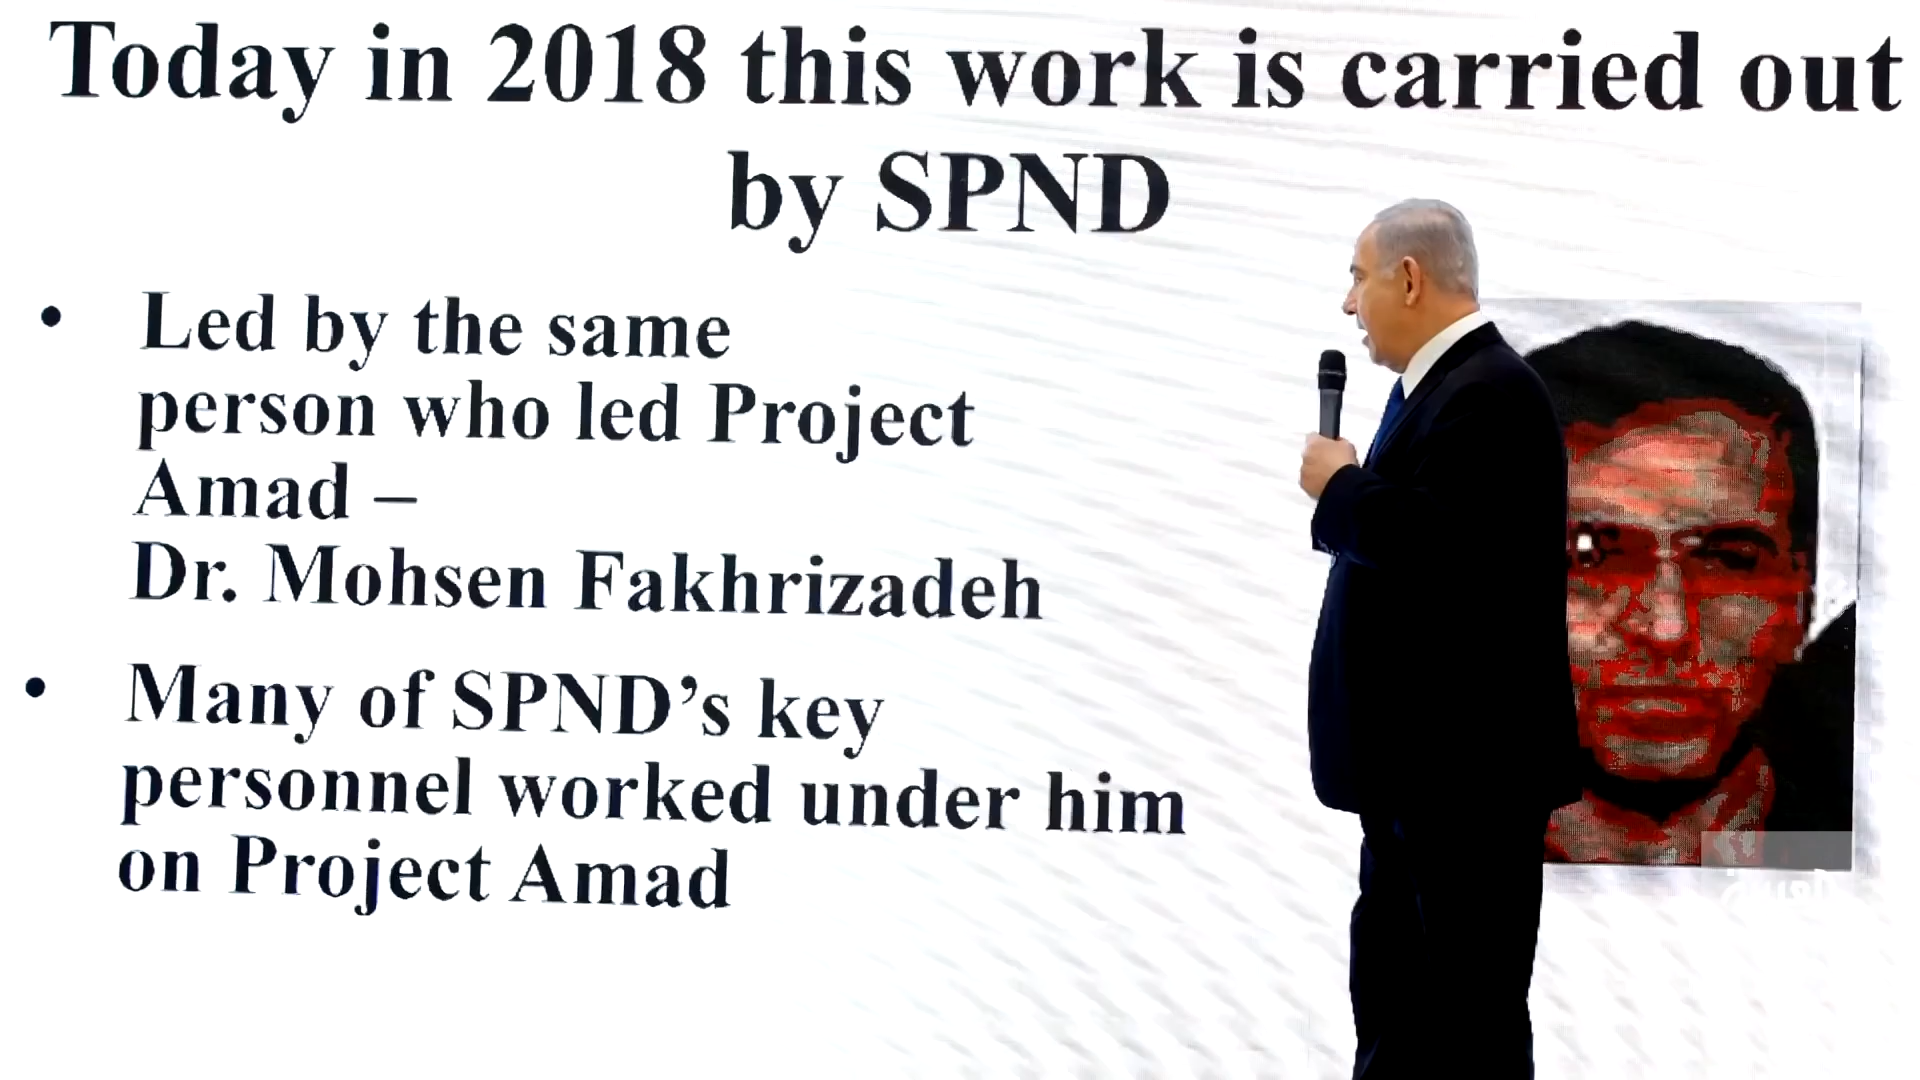 Today in 2018 this work is carried out
by SPND
• Led by the same
person who led Project
Amad –
Dr. Mohsen Fakhrizadeh
• Many of SPND’s key
personnel worked under him
on Project Amad